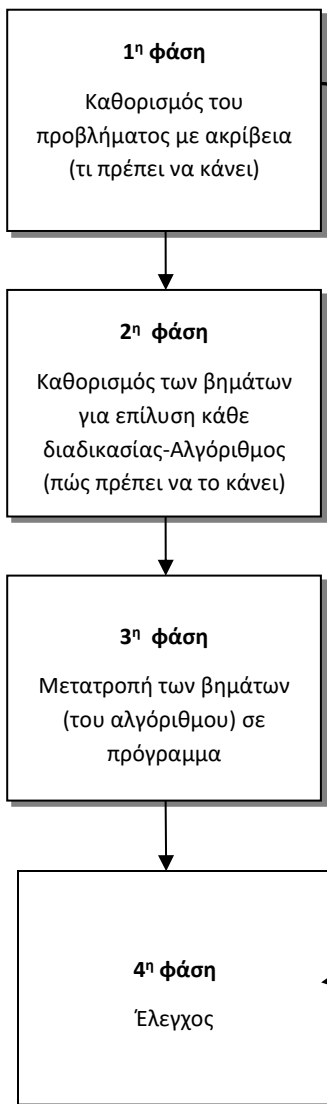 1η φάση
Καθορισμός του
προβλήματος με ακρίβεια
(τι πρέπει να κάνει)
2η φάση
Καθορισμός των βημάτων
για επίλυση κάθε
διαδικασίας-Αλγόριθμος
(πώς πρέπει να το κάνει)
3η φάση
Μετατροπή των βημάτων
(του αλγόριθμου) σε
πρόγραμμα
4η φάση
Έλεγχος